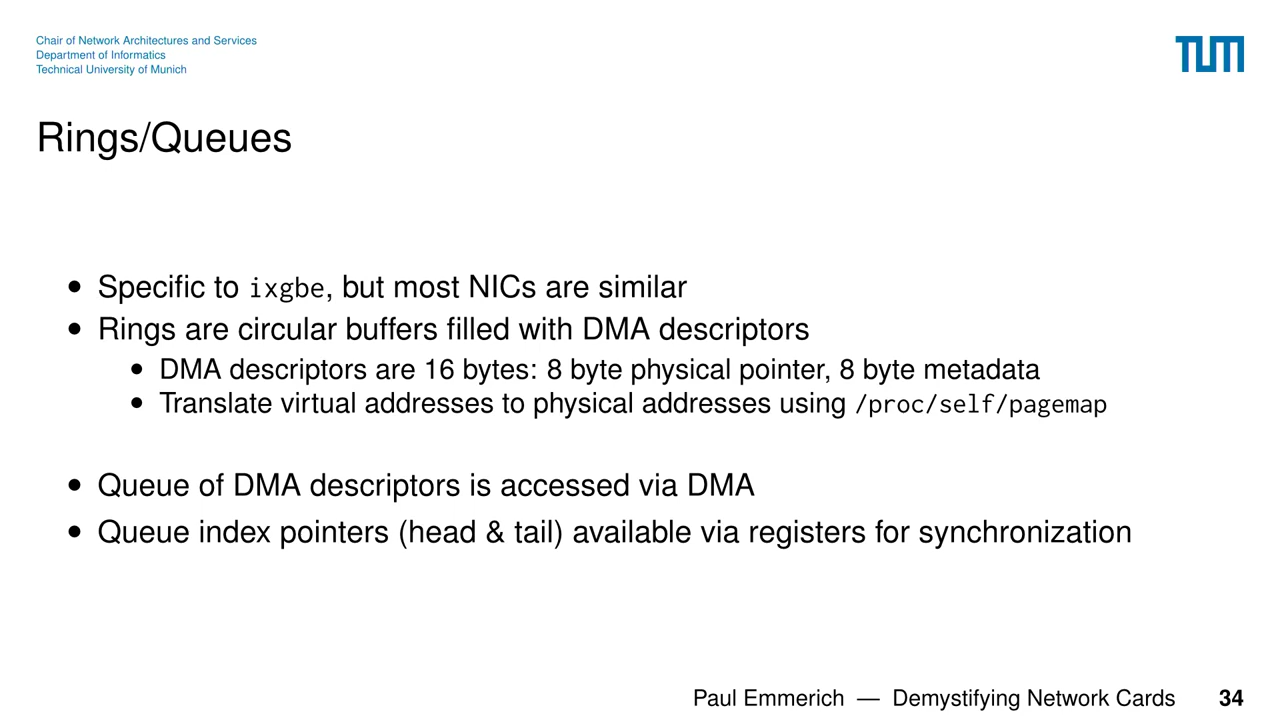 Chair of Network Architectures and Services
Department of Informatics
Technical University of Munich
TUM
Rings/Queues
• Specific to ixgbe, but most NICs are similar
• Rings are circular buffers filled with DMA descriptors
• DMA descriptors are 16 bytes: 8 byte physical pointer, 8 byte metadata
• Translate virtual addresses to physical addresses using /proc/self/pagemap
• Queue of DMA descriptors is accessed via DMA
• Queue index pointers (head & tail) available via registers for synchronization
Paul Emmerich — Demystifying Network Cards 34